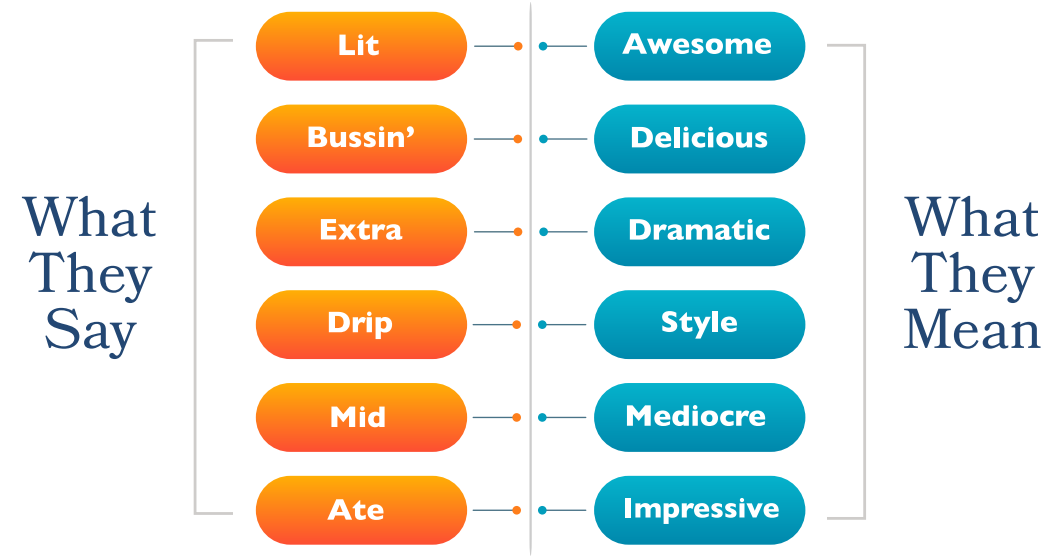 What
They
Say
Lit
Awesome
Bussin’
Delicious
Extra
Dramatic
Drip
Style
Mid
Mediocre
Ate
Impressive
What
They
Mean